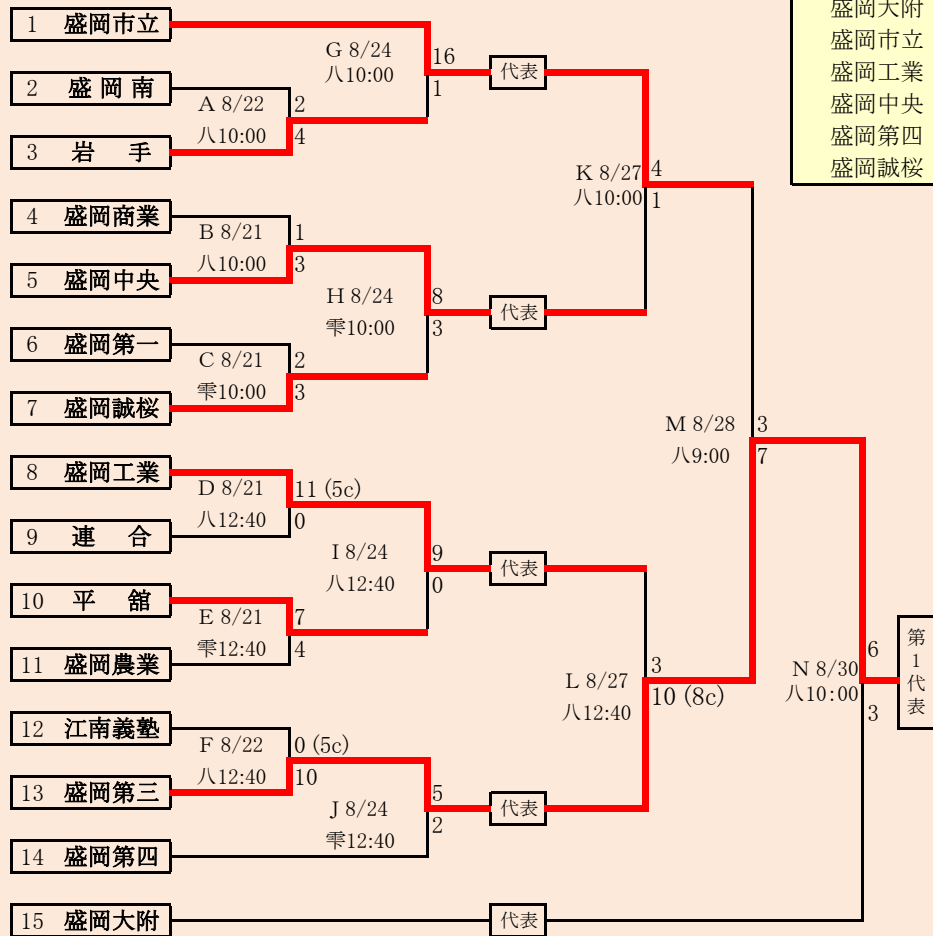 1 盛岡市立
2 盛岡南
3 岩手
4 盛岡商業
5 盛岡中央
6 盛岡第一
7 盛岡誠桜
8 盛岡工業
9 連合
10 平舘
11 盛岡農業
12 江南義塾
13 盛岡第三
14 盛岡第四
15 盛岡大附
A 8/22
八10:00
2
4
B 8/21
八10:00
1
3
C 8/21
雫10:00
2
3
D 8/21
八12:40
11 (5c)
0
E 8/21
雫12:40
7
4
F 8/22
八12:40
0 (5c)
10
G 8/24
八10:00
16
1
H 8/24
雫10:00
8
3
I 8/24
八12:40
9
0
J 8/24
雫12:40
5
2
代表
代表
代表
代表
代表
K 8/27
八10:00
4
1
L 8/27
八12:40
3
10 (8c)
M 8/28
八9:00
3
7
N 8/30
八10:00
6
3
第1代表
盛岡大附
盛岡市立
盛岡工業
盛岡中央
盛岡第四
盛岡誠桜